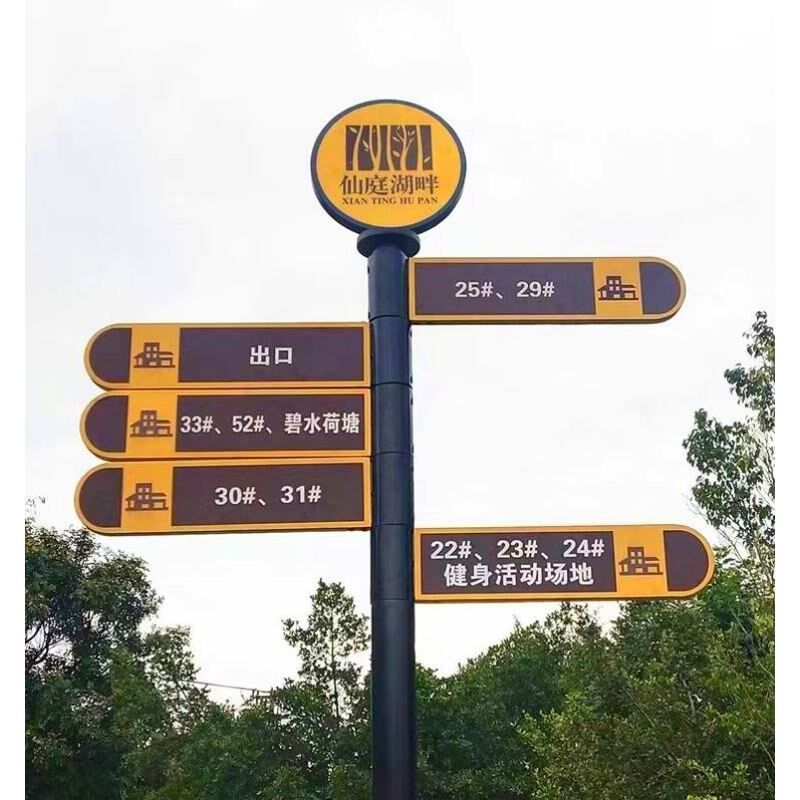 仙庭湖畔
XIAN TING HU PAN
25#、29#
出口
33#、52#、碧水荷塘
30#、31#
22#、23#、24#
健身活动场地